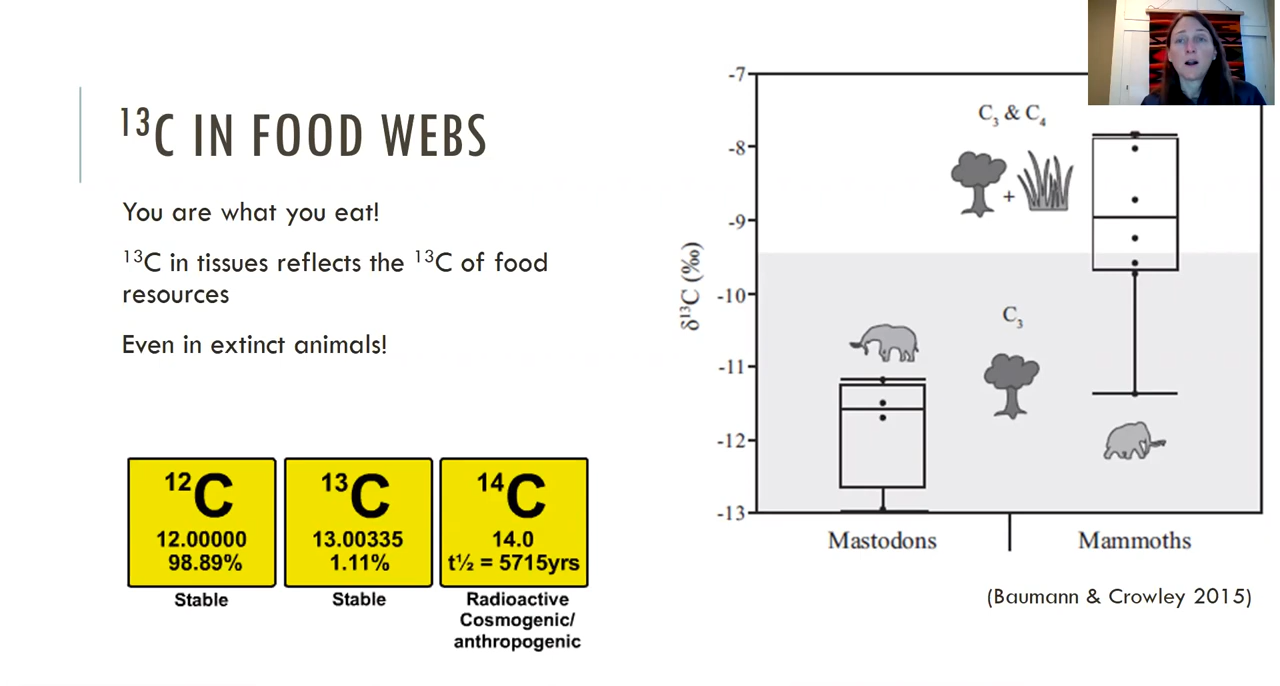 ¹³C IN FOOD WEBS
You are what you eat!
¹³C in tissues reflects the ¹³C of food
resources
Even in extinct animals!
¹²C
12.00000
98.89%
Stable
¹³C
13.00335
1.11%
Stable
¹⁴C
14.0
t½ = 5715yrs
Radioactive
Cosmogenic/
anthropogenic
δ¹³C (‰)
-7
-8
-9
-10
-11
-12
-13
C₃ & C₄
+
C₃
Mastodons
Mammoths
(Baumann & Crowley 2015)